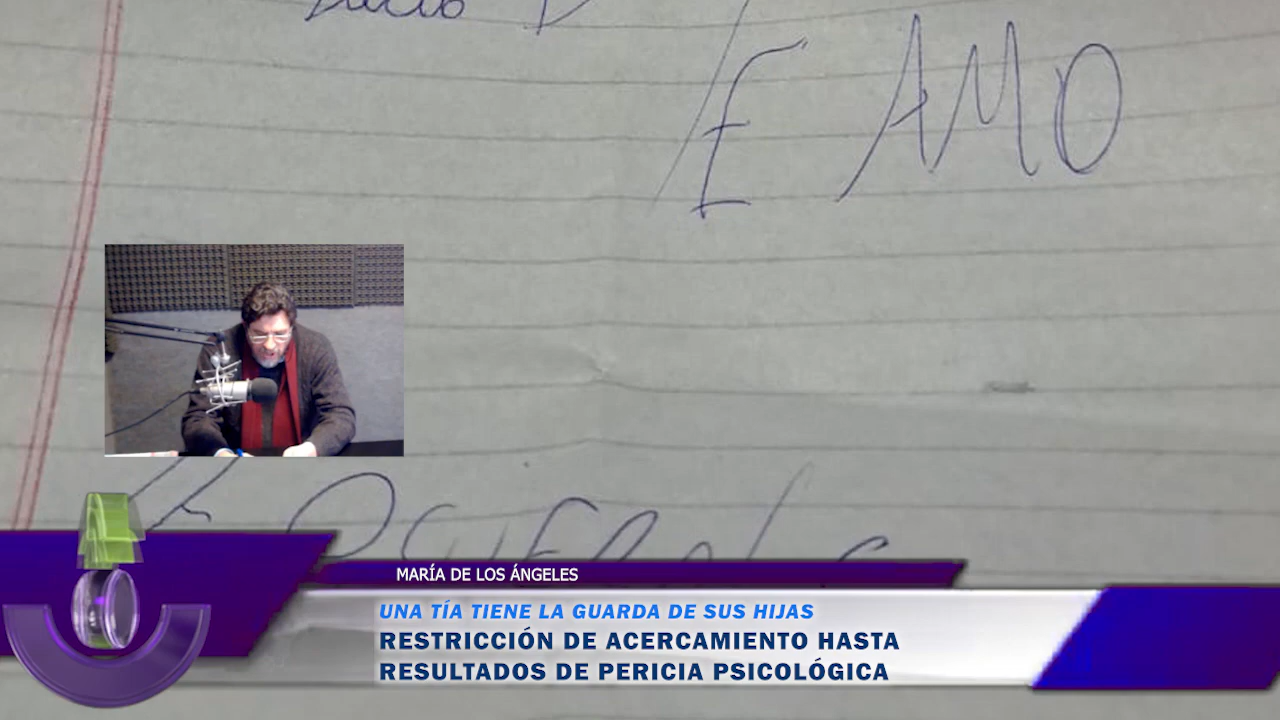 E AMO
MARÍA DE LOS ÁNGELES
UNA TÍA TIENE LA GUARDA DE SUS HIJAS
RESTRICCIÓN DE ACERCAMIENTO HASTA
RESULTADOS DE PERICIA PSICOLÓGICA